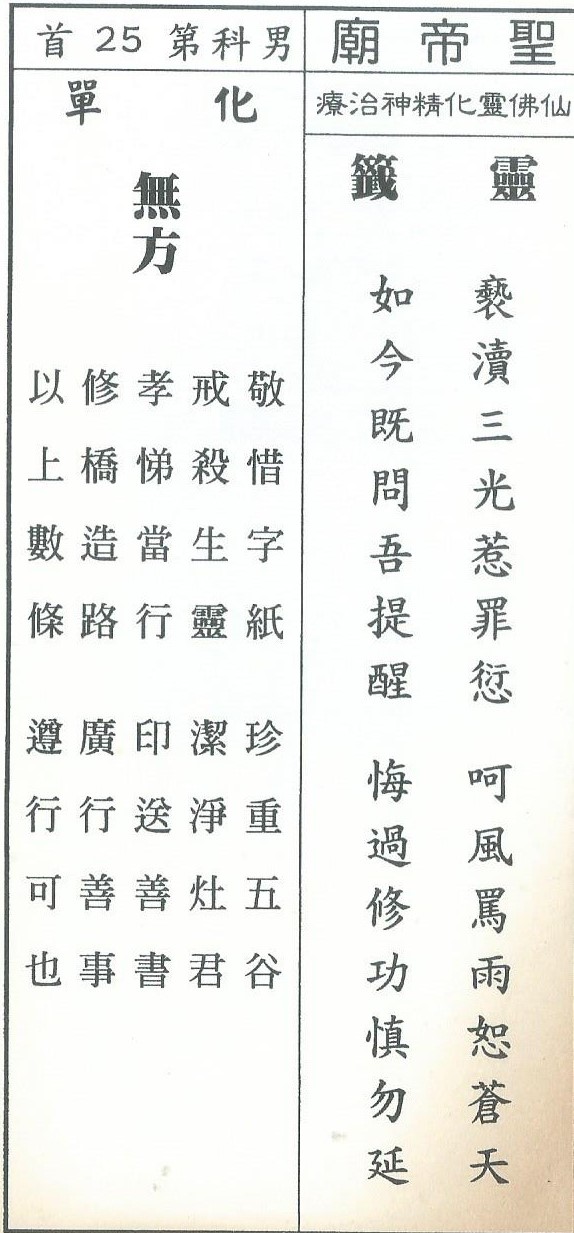 聖帝廟
仙佛靈化精神治療
靈籤
褻瀆三光惹罪愆 呵風罵雨恕蒼天
如今既問吾提醒 悔過修功慎勿延
男科第25首
化單
無方
敬惜字紙 珍重五谷
戒殺生靈 潔淨灶君
孝悌當行 印送善書
修橋造路 廣行善事
以上數條 遵行可也